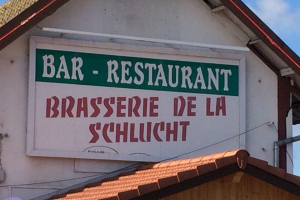 BAR - RESTAURANT
BRASSERIE DE LA
SCHLUCHT